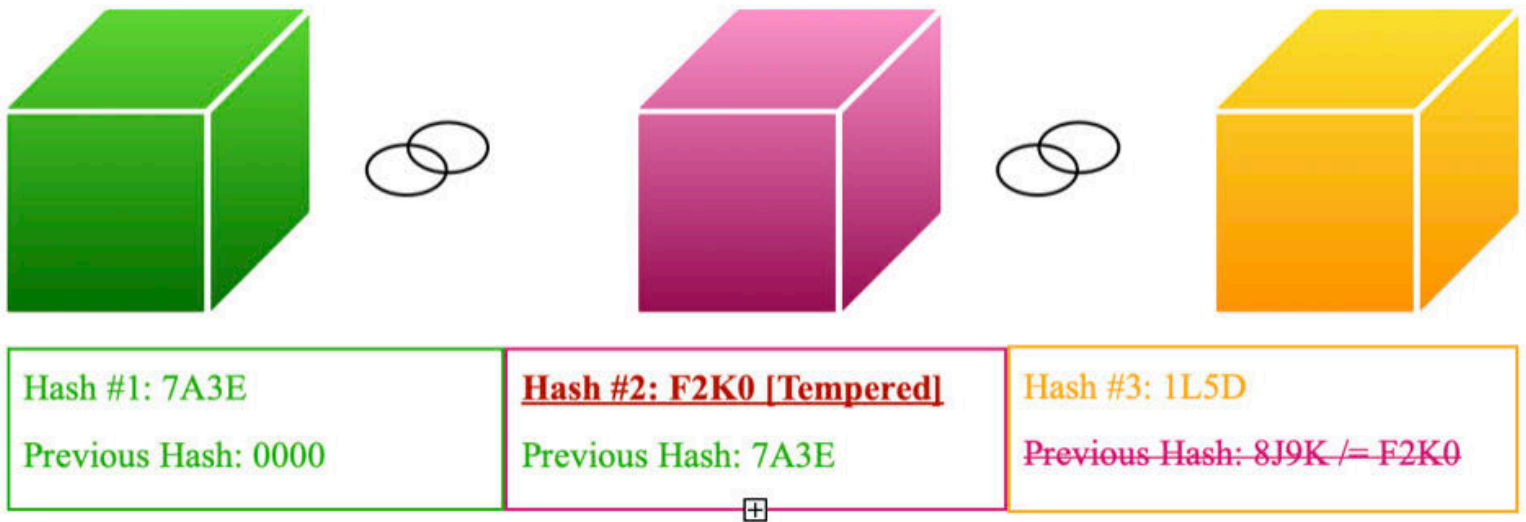 Hash #1: 7A3E
Previous Hash: 0000
Hash #2: F2K0 [Tempered]
Previous Hash: 7A3E
Hash #3: 1L5D
Previous Hash: 8J9K /= F2K0